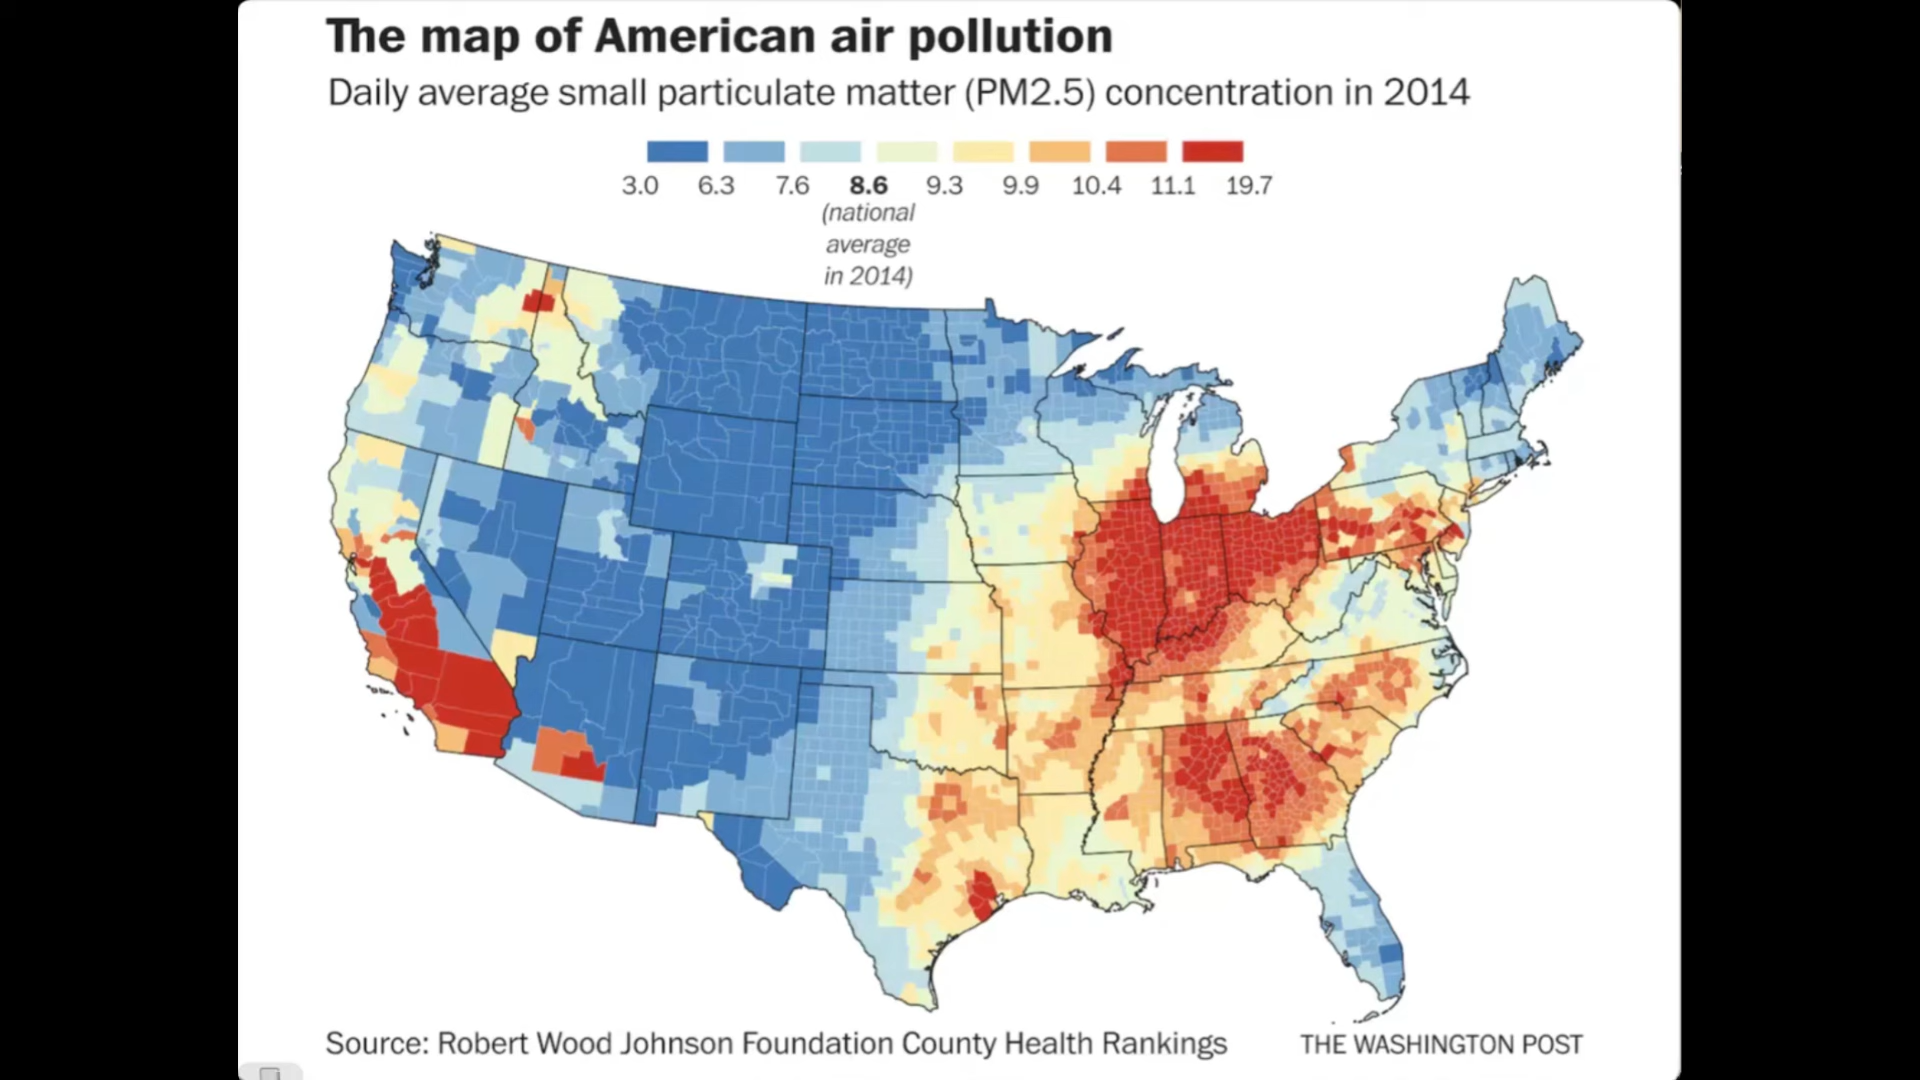 The map of American air pollution
Daily average small particulate matter (PM2.5) concentration in 2014
3.0 6.3 7.6 8.6 9.3 9.9 10.4 11.1 19.7
(national
average
in 2014)
Source: Robert Wood Johnson Foundation County Health Rankings THE WASHINGTON POST